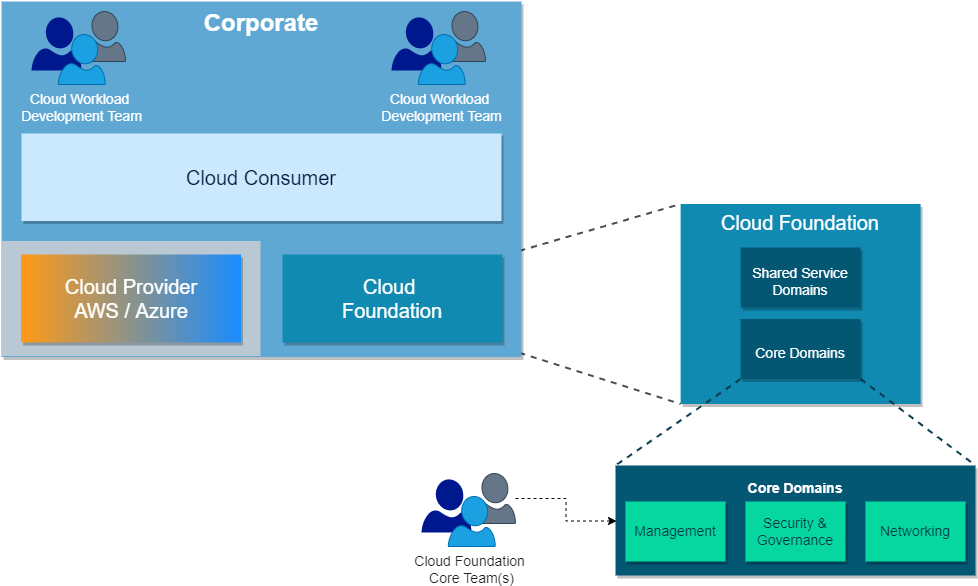 Corporate
Cloud Workload
Development Team
Cloud Workload
Development Team
Cloud Consumer
Cloud Provider
AWS / Azure
Cloud
Foundation
Cloud Foundation
Shared Service
Domains
Core Domains
Core Domains
Management
Security &
Governance
Networking
Cloud Foundation
Core Team(s)